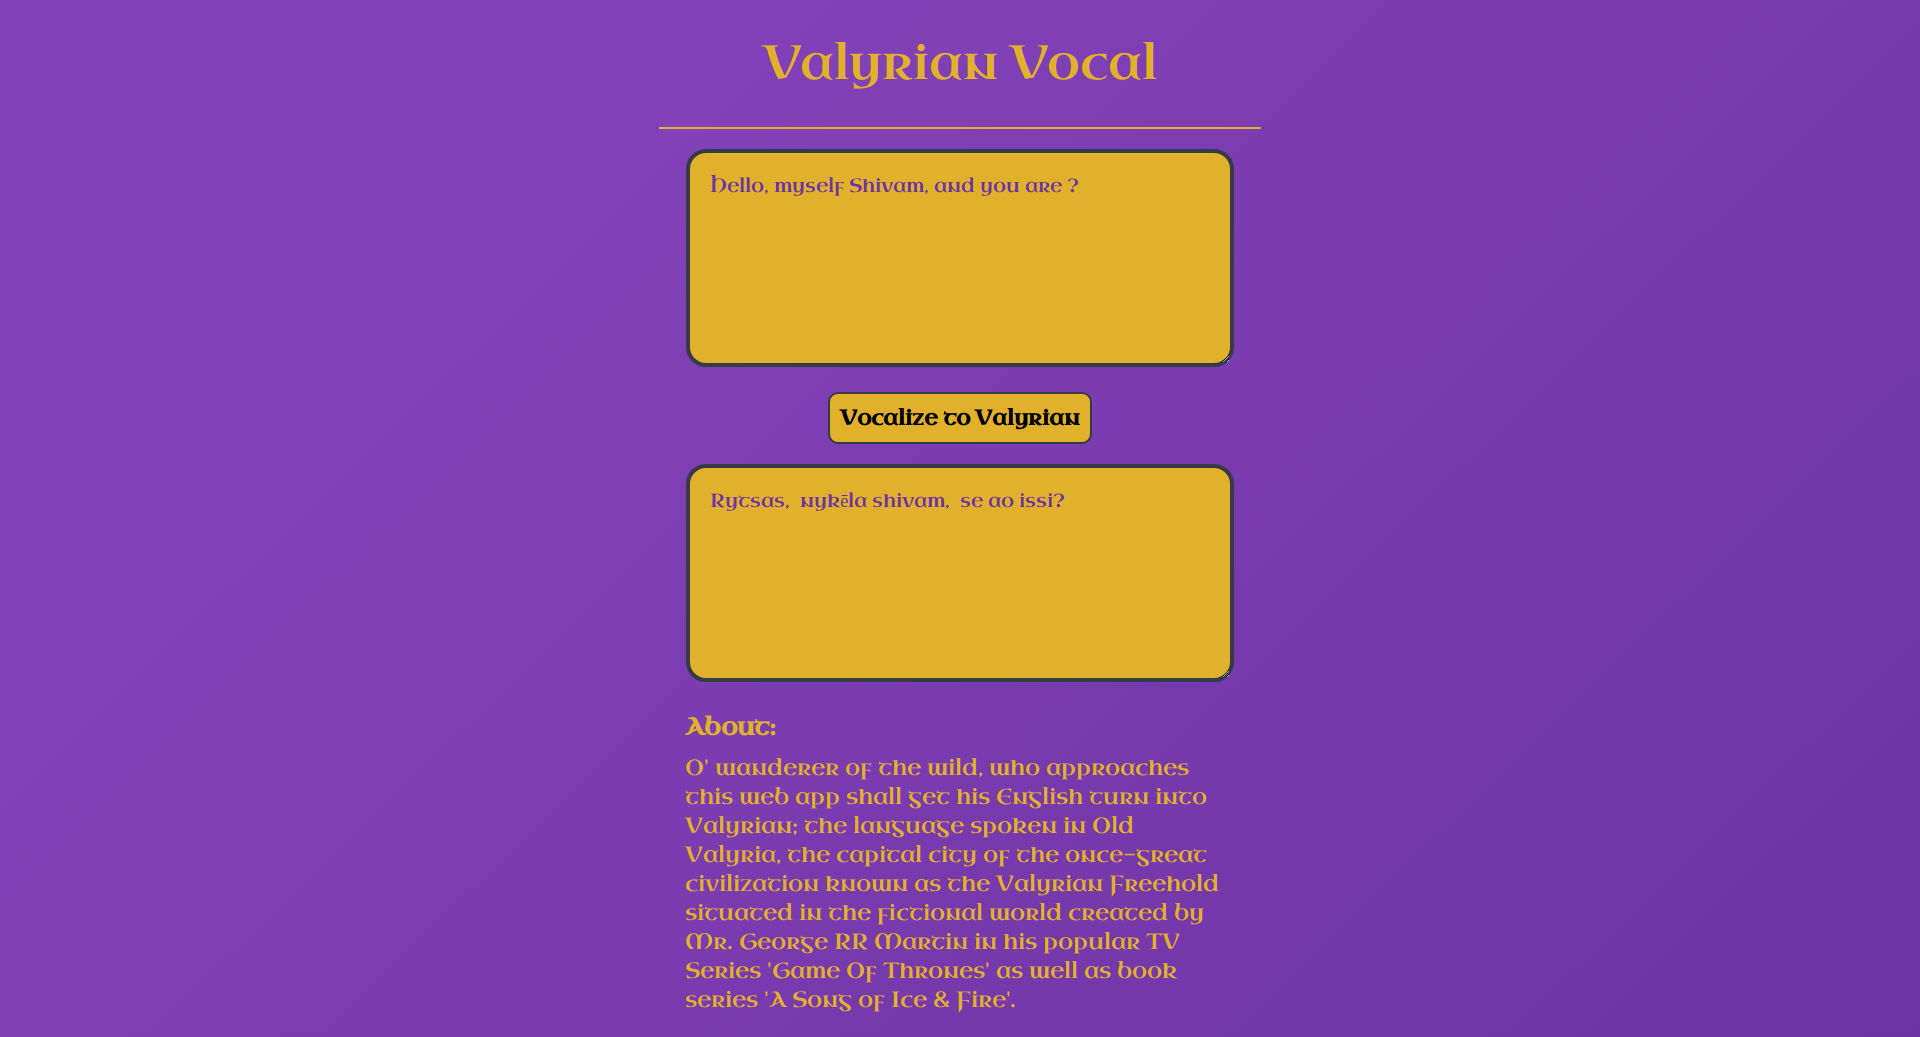 Valyrian Vocal
Hello, myself Shivam, and you are ?
Vocalize to Valyrian
Rytsas,  nykēla shivam,  se ao issi?
About:
O' wanderer of the wild, who approaches
this web app shall get his English turn into
Valyrian; the language spoken in Old
Valyria, the capital city of the once-great
civilization known as the Valyrian Freehold
situated in the fictional world created by
Mr. George RR Martin in his popular TV
Series 'Game Of Thrones' as well as book
series 'A Song of Ice & Fire'.